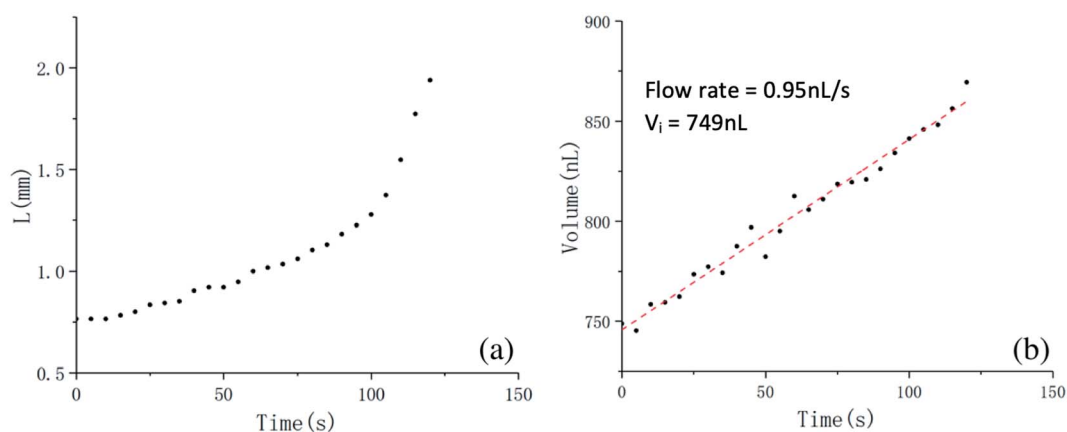 2.0
1.5
1.0
0.5
L(mm)
0
50
100
150
Time(s)
(a)
900
850
800
750
Volume(nL)
Flow rate = 0.95nL/s
Vᵢ = 749nL
0
50
100
150
Time(s)
(b)